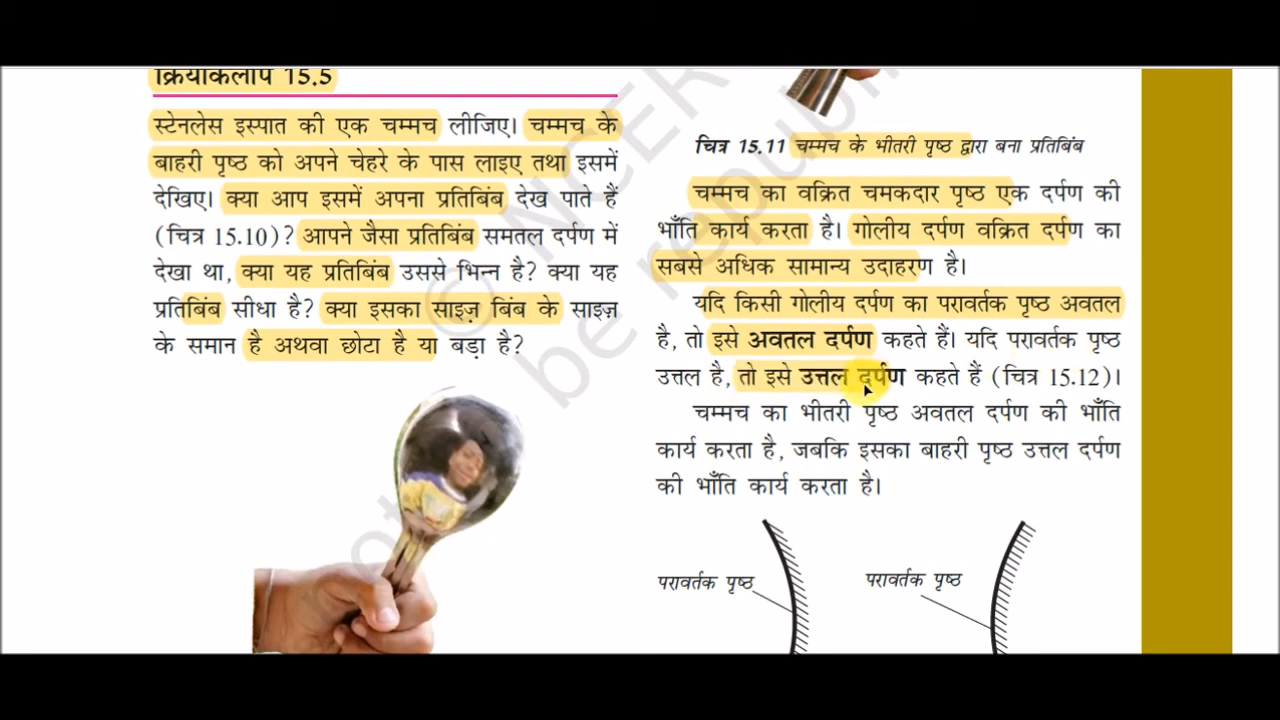 क्रियाकलाप 15.5
स्टेनलेस इस्पात की एक चम्मच लीजिए। चम्मच के
बाहरी पृष्ठ को अपने चेहरे के पास लाइए तथा इसमें
देखिए। क्या आप इसमें अपना प्रतिबिंब देख पाते हैं
(चित्र 15.10)? आपने जैसा प्रतिबिंब समतल दर्पण में
देखा था, क्या यह प्रतिबिंब उससे भिन्न है? क्या यह
प्रतिबिंब सीधा है? क्या इसका साइज़ बिंब के साइज़
के समान है अथवा छोटा है या बड़ा है?
चित्र 15.11 चम्मच के भीतरी पृष्ठ द्वारा बना प्रतिबिंब
चम्मच का वक्रित चमकदार पृष्ठ एक दर्पण की
भाँति कार्य करता है। गोलीय दर्पण वक्रित दर्पण का
सबसे अधिक सामान्य उदाहरण है।
यदि किसी गोलीय दर्पण का परावर्तक पृष्ठ अवतल
है, तो इसे अवतल दर्पण कहते हैं। यदि परावर्तक पृष्ठ
उत्तल है, तो इसे उत्तल दर्पण कहते हैं (चित्र 15.12)।
चम्मच का भीतरी पृष्ठ अवतल दर्पण की भाँति
कार्य करता है, जबकि इसका बाहरी पृष्ठ उत्तल दर्पण
की भाँति कार्य करता है।
परावर्तक पृष्ठ
परावर्तक पृष्ठ
© NCER
be republi
not